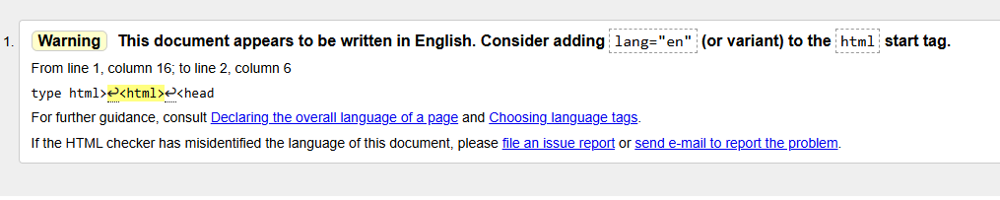 1. Warning This document appears to be written in English. Consider adding lang="en" (or variant) to the html start tag.
From line 1, column 16; to line 2, column 6
type html>↩<html>↩<head
For further guidance, consult Declaring the overall language of a page and Choosing language tags.
If the HTML checker has misidentified the language of this document, please file an issue report or send e-mail to report the problem.